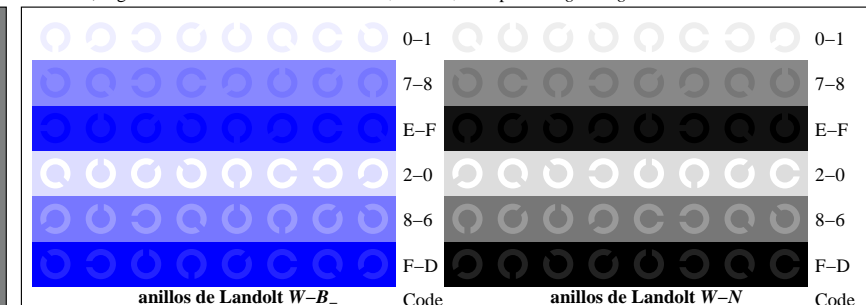 0–1 0–1
7–8 7–8
E–F E–F
2–0 2–0
8–6 8–6
F–D F–D
anillos de Landolt W–B_ Code anillos de Landolt W–N Code